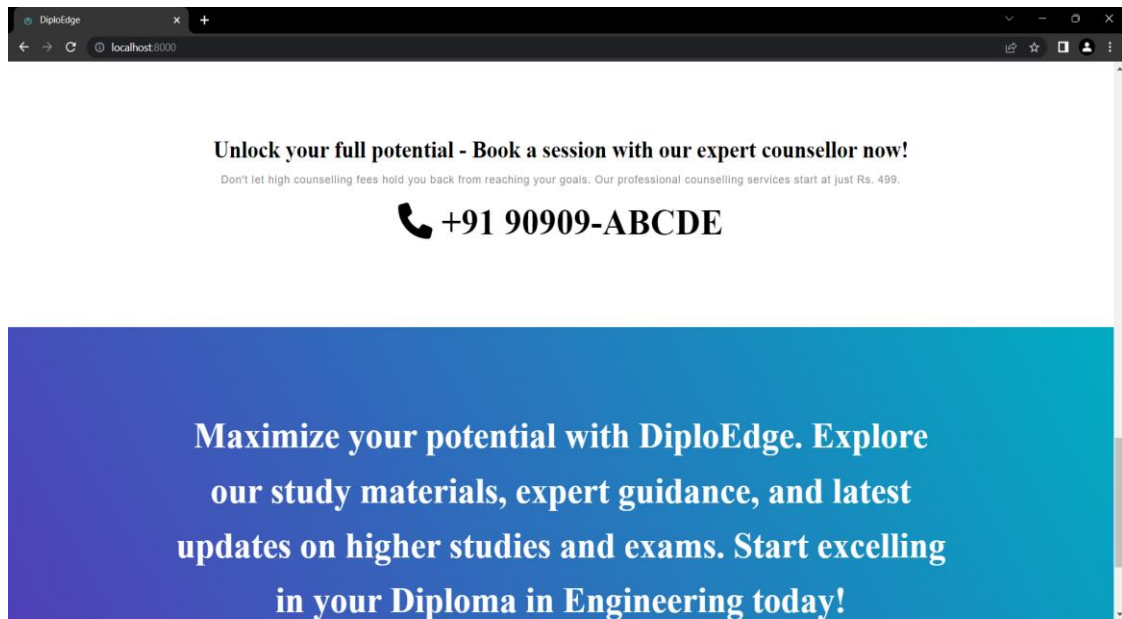 DiploEdge
localhost:8000
Unlock your full potential - Book a session with our expert counsellor now!
Don't let high counselling fees hold you back from reaching your goals. Our professional counselling services start at just Rs. 499.
+91 90909-ABCDE
Maximize your potential with DiploEdge. Explore
our study materials, expert guidance, and latest
updates on higher studies and exams. Start excelling
in your Diploma in Engineering today!